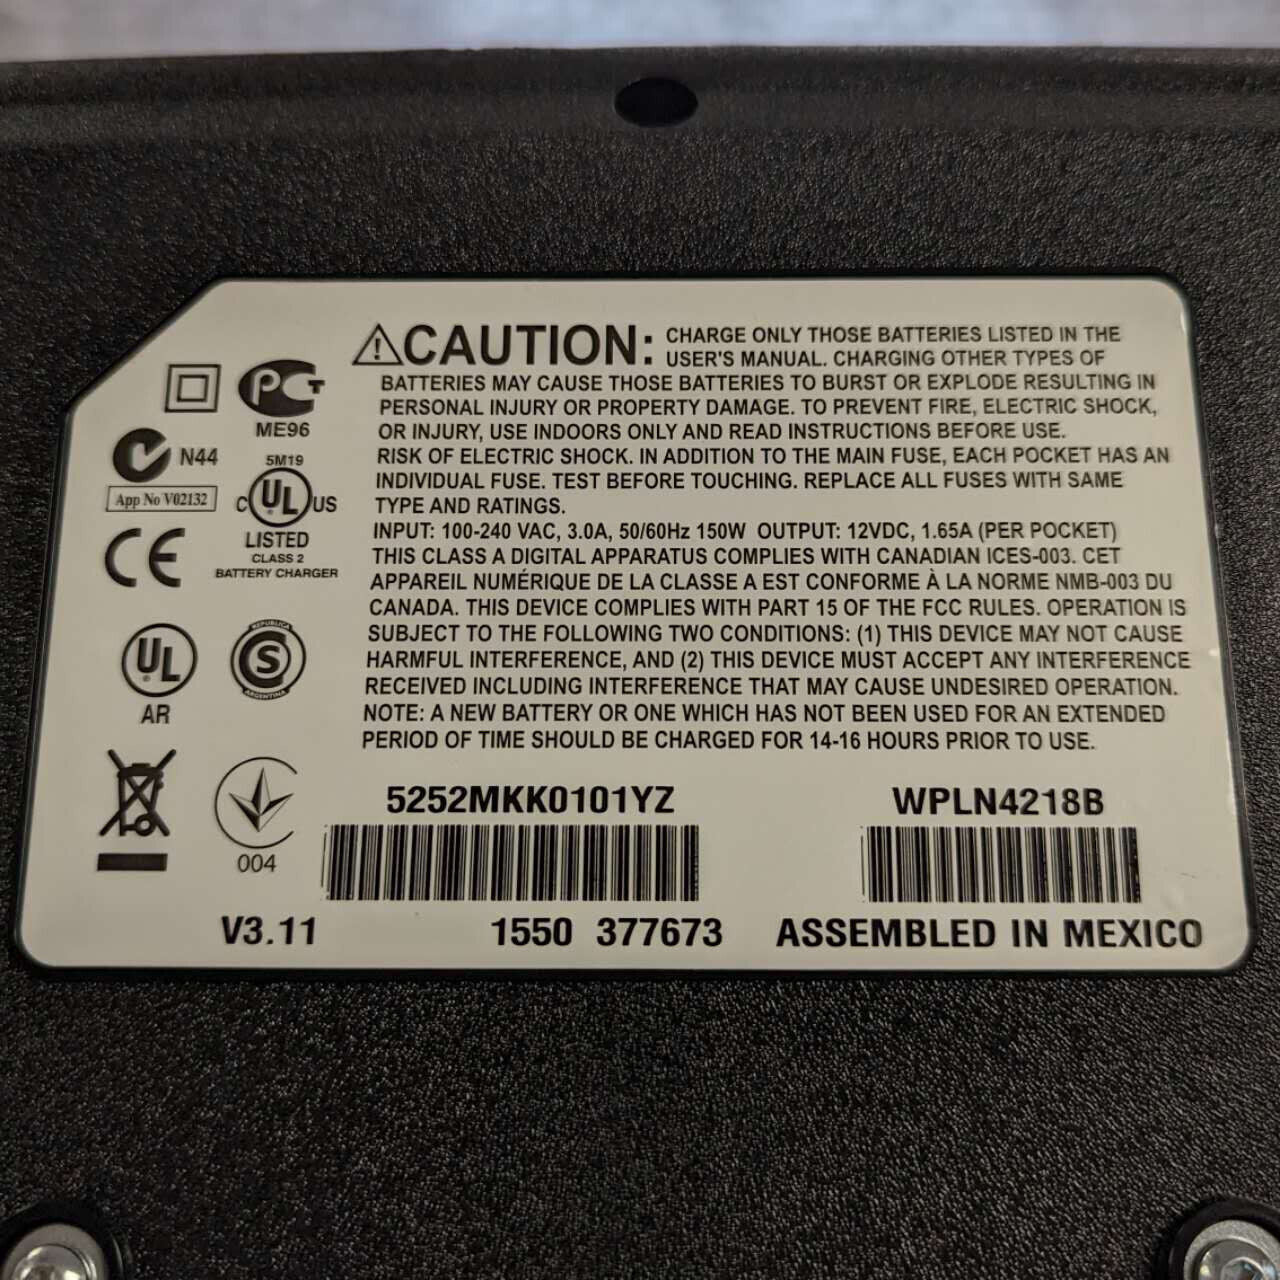 CAUTION: CHARGE ONLY THOSE BATTERIES LISTED IN THE
USER'S MANUAL. CHARGING OTHER TYPES OF
BATTERIES MAY CAUSE THOSE BATTERIES TO BURST OR EXPLODE RESULTING IN
PERSONAL INJURY OR PROPERTY DAMAGE. TO PREVENT FIRE, ELECTRIC SHOCK,
OR INJURY, USE INDOORS ONLY AND READ INSTRUCTIONS BEFORE USE.
RISK OF ELECTRIC SHOCK. IN ADDITION TO THE MAIN FUSE, EACH POCKET HAS AN
INDIVIDUAL FUSE. TEST BEFORE TOUCHING. REPLACE ALL FUSES WITH SAME
TYPE AND RATINGS.
INPUT: 100-240 VAC, 3.0A, 50/60Hz 150W OUTPUT: 12VDC, 1.65A (PER POCKET)
THIS CLASS A DIGITAL APPARATUS COMPLIES WITH CANADIAN ICES-003. CET
APPAREIL NUMÉRIQUE DE LA CLASSE A EST CONFORME À LA NORME NMB-003 DU
CANADA. THIS DEVICE COMPLIES WITH PART 15 OF THE FCC RULES. OPERATION IS
SUBJECT TO THE FOLLOWING TWO CONDITIONS: (1) THIS DEVICE MAY NOT CAUSE
HARMFUL INTERFERENCE, AND (2) THIS DEVICE MUST ACCEPT ANY INTERFERENCE
RECEIVED INCLUDING INTERFERENCE THAT MAY CAUSE UNDESIRED OPERATION.
NOTE: A NEW BATTERY OR ONE WHICH HAS NOT BEEN USED FOR AN EXTENDED
PERIOD OF TIME SHOULD BE CHARGED FOR 14-16 HOURS PRIOR TO USE.
PCT
ME96
N44
App No V02132
5M19
C UL US
®
LISTED
CLASS 2
BATTERY CHARGER
CE
UL
®
AR
REPUBLICA
S
ARGENTINA
004
5252MKK0101YZ
WPLN4218B
V3.11
1550 377673
ASSEMBLED IN MEXICO